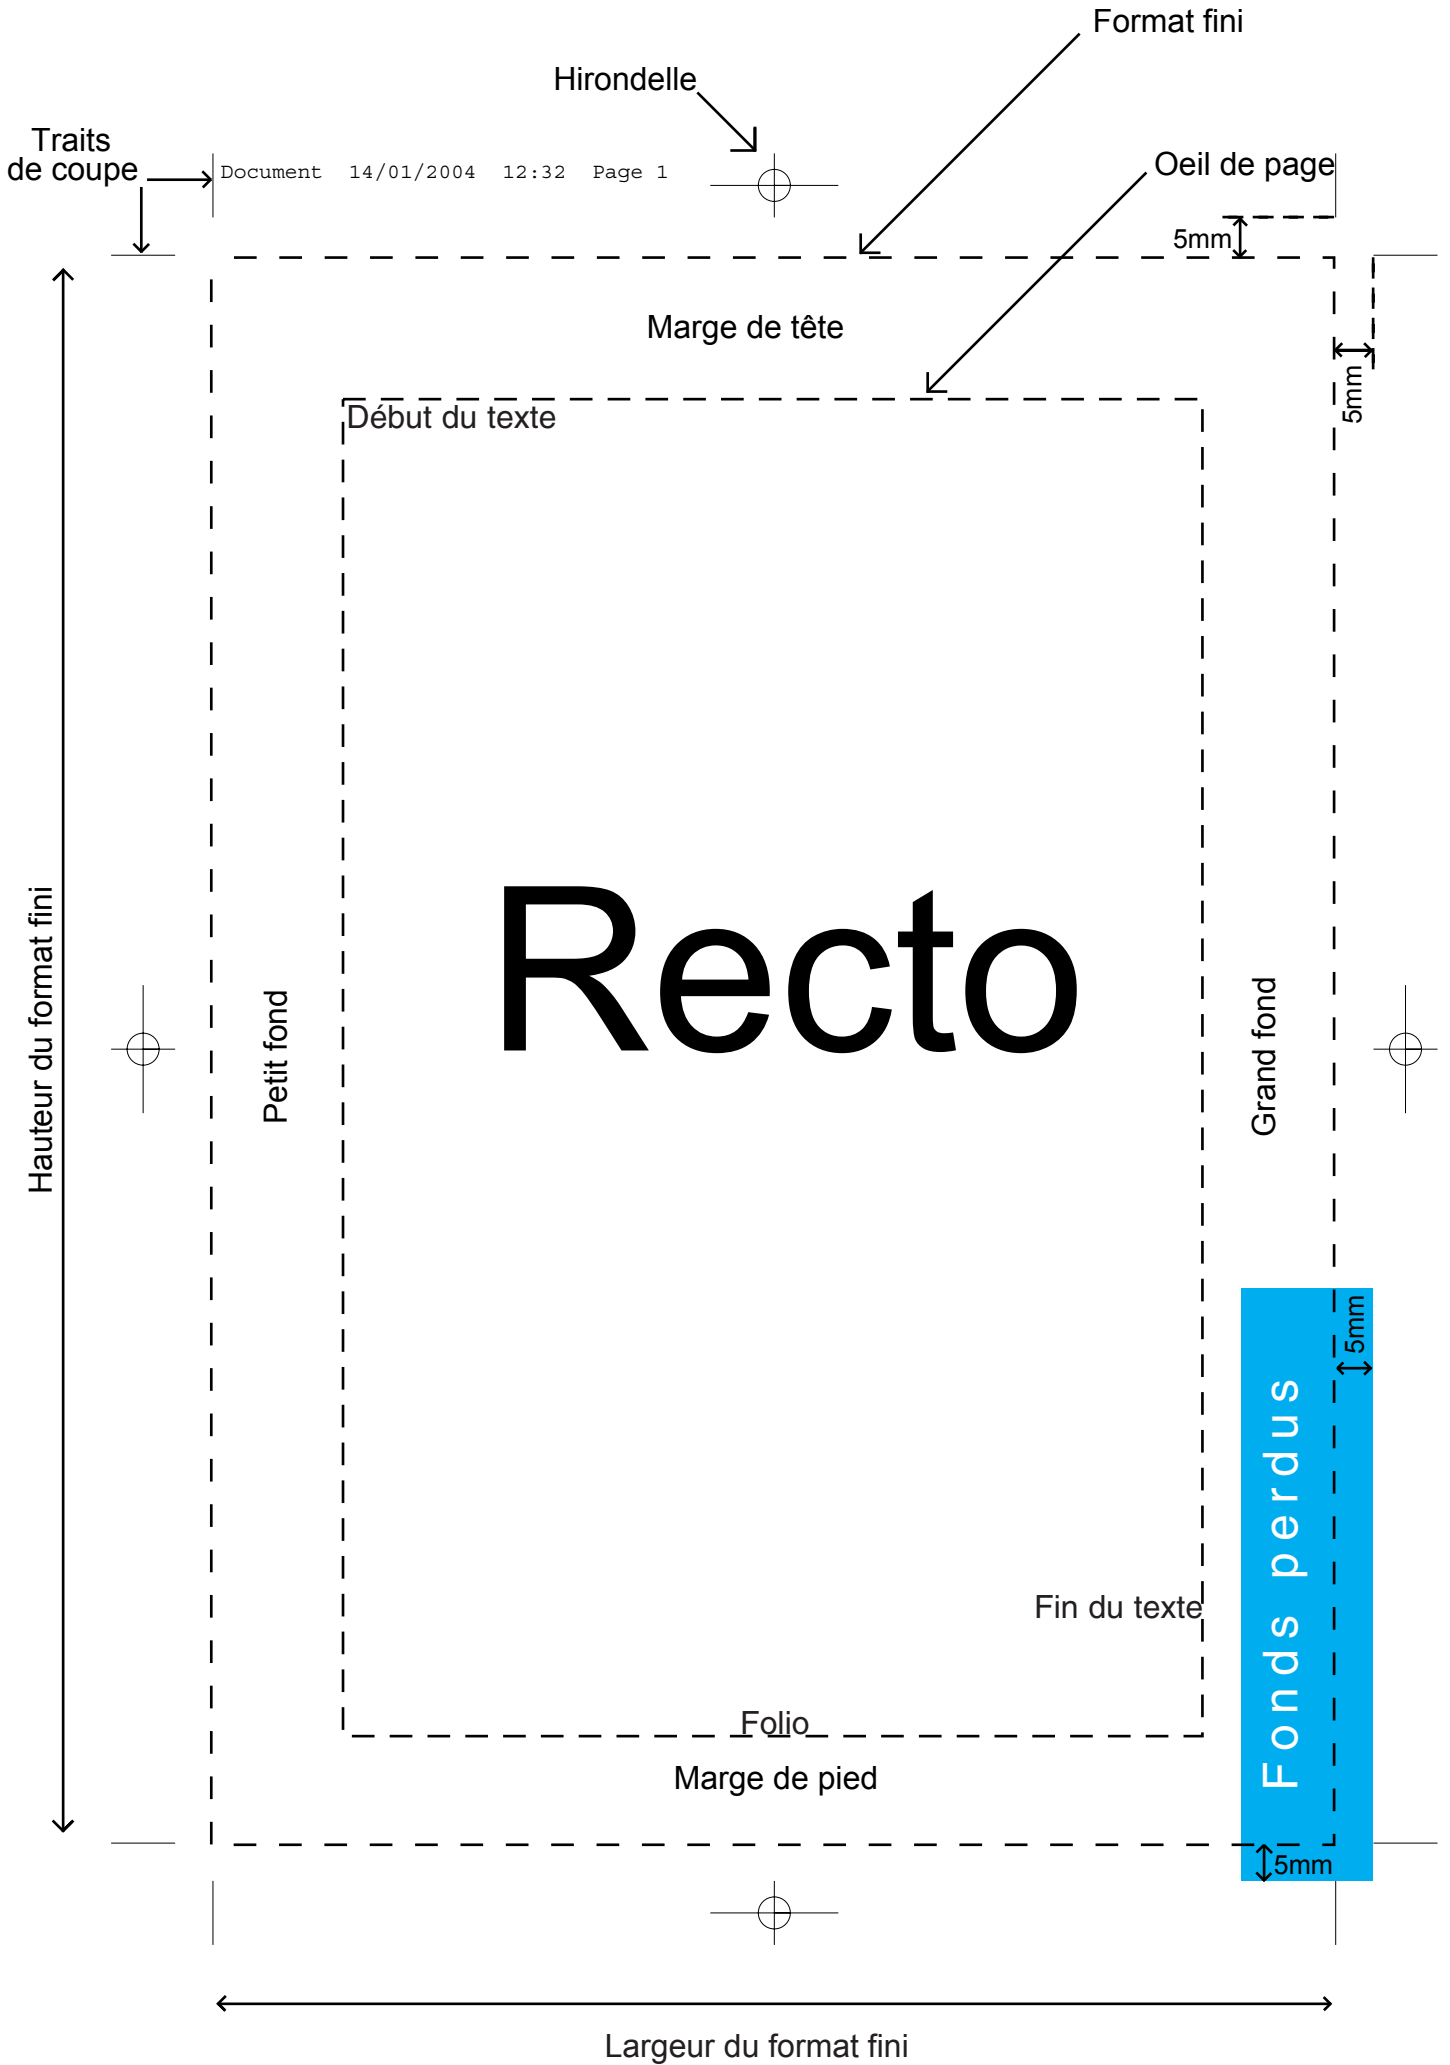 Format fini
Hirondelle
Traits
de coupe
Document 14/01/2004 12:32 Page 1
Oeil de page
5mm
Marge de tête
5mm
Début du texte
Recto
Hauteur du format fini
Petit fond
Grand fond
5mm
Fonds perdus
Fin du texte
Folio
Marge de pied
5mm
Largeur du format fini